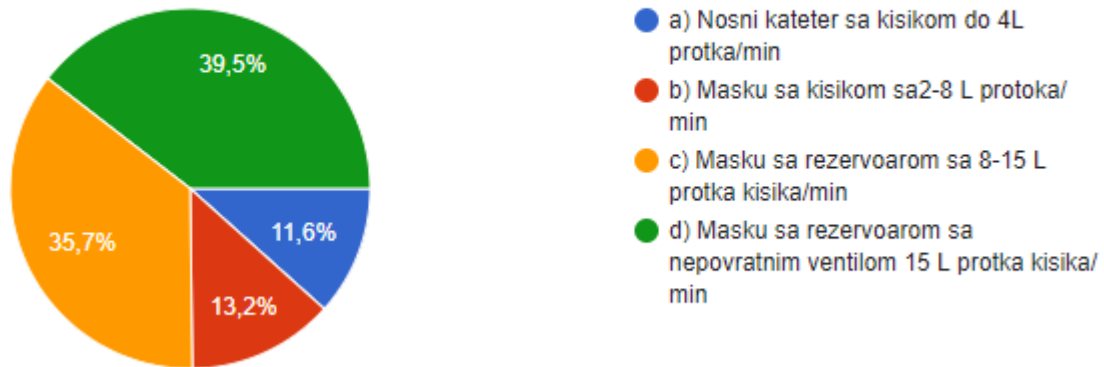 39,5%
35,7%
11,6%
13,2%
a) Nosni kateter sa kisikom do 4L
protka/min
b) Masku sa kisikom sa2-8 L protoka/
min
c) Masku sa rezervoarom sa 8-15 L
protka kisika/min
d) Masku sa rezervoarom sa
nepovratnim ventilom 15 L protka kisika/
min